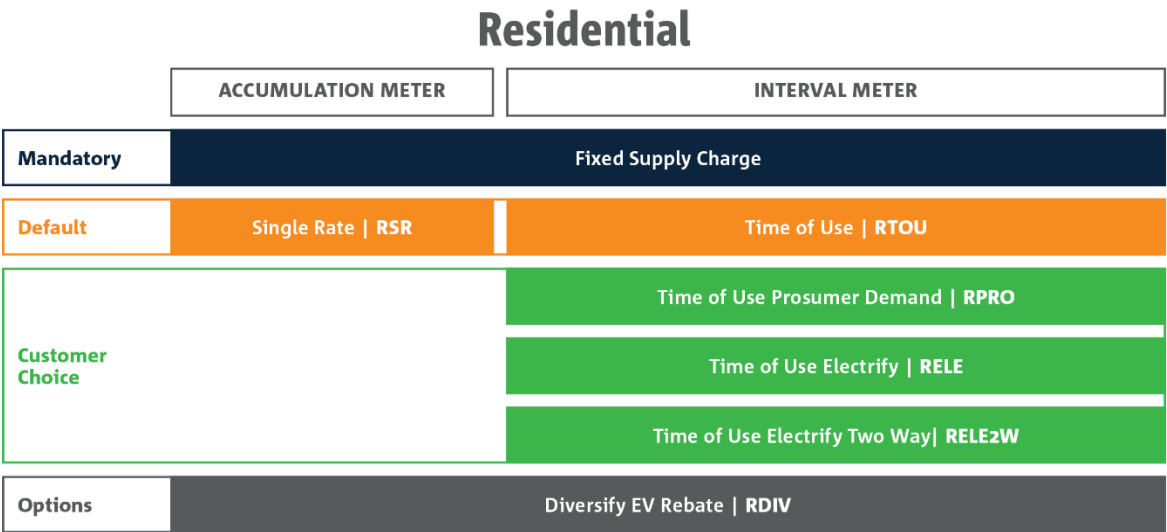 Residential
ACCUMULATION METER
INTERVAL METER
Mandatory
Fixed Supply Charge
Default
Single Rate | RSR
Time of Use | RTOU
Customer
Choice
Time of Use Prosumer Demand | RPRO
Time of Use Electrify | RELE
Time of Use Electrify Two Way| RELE2W
Options
Diversify EV Rebate | RDIV